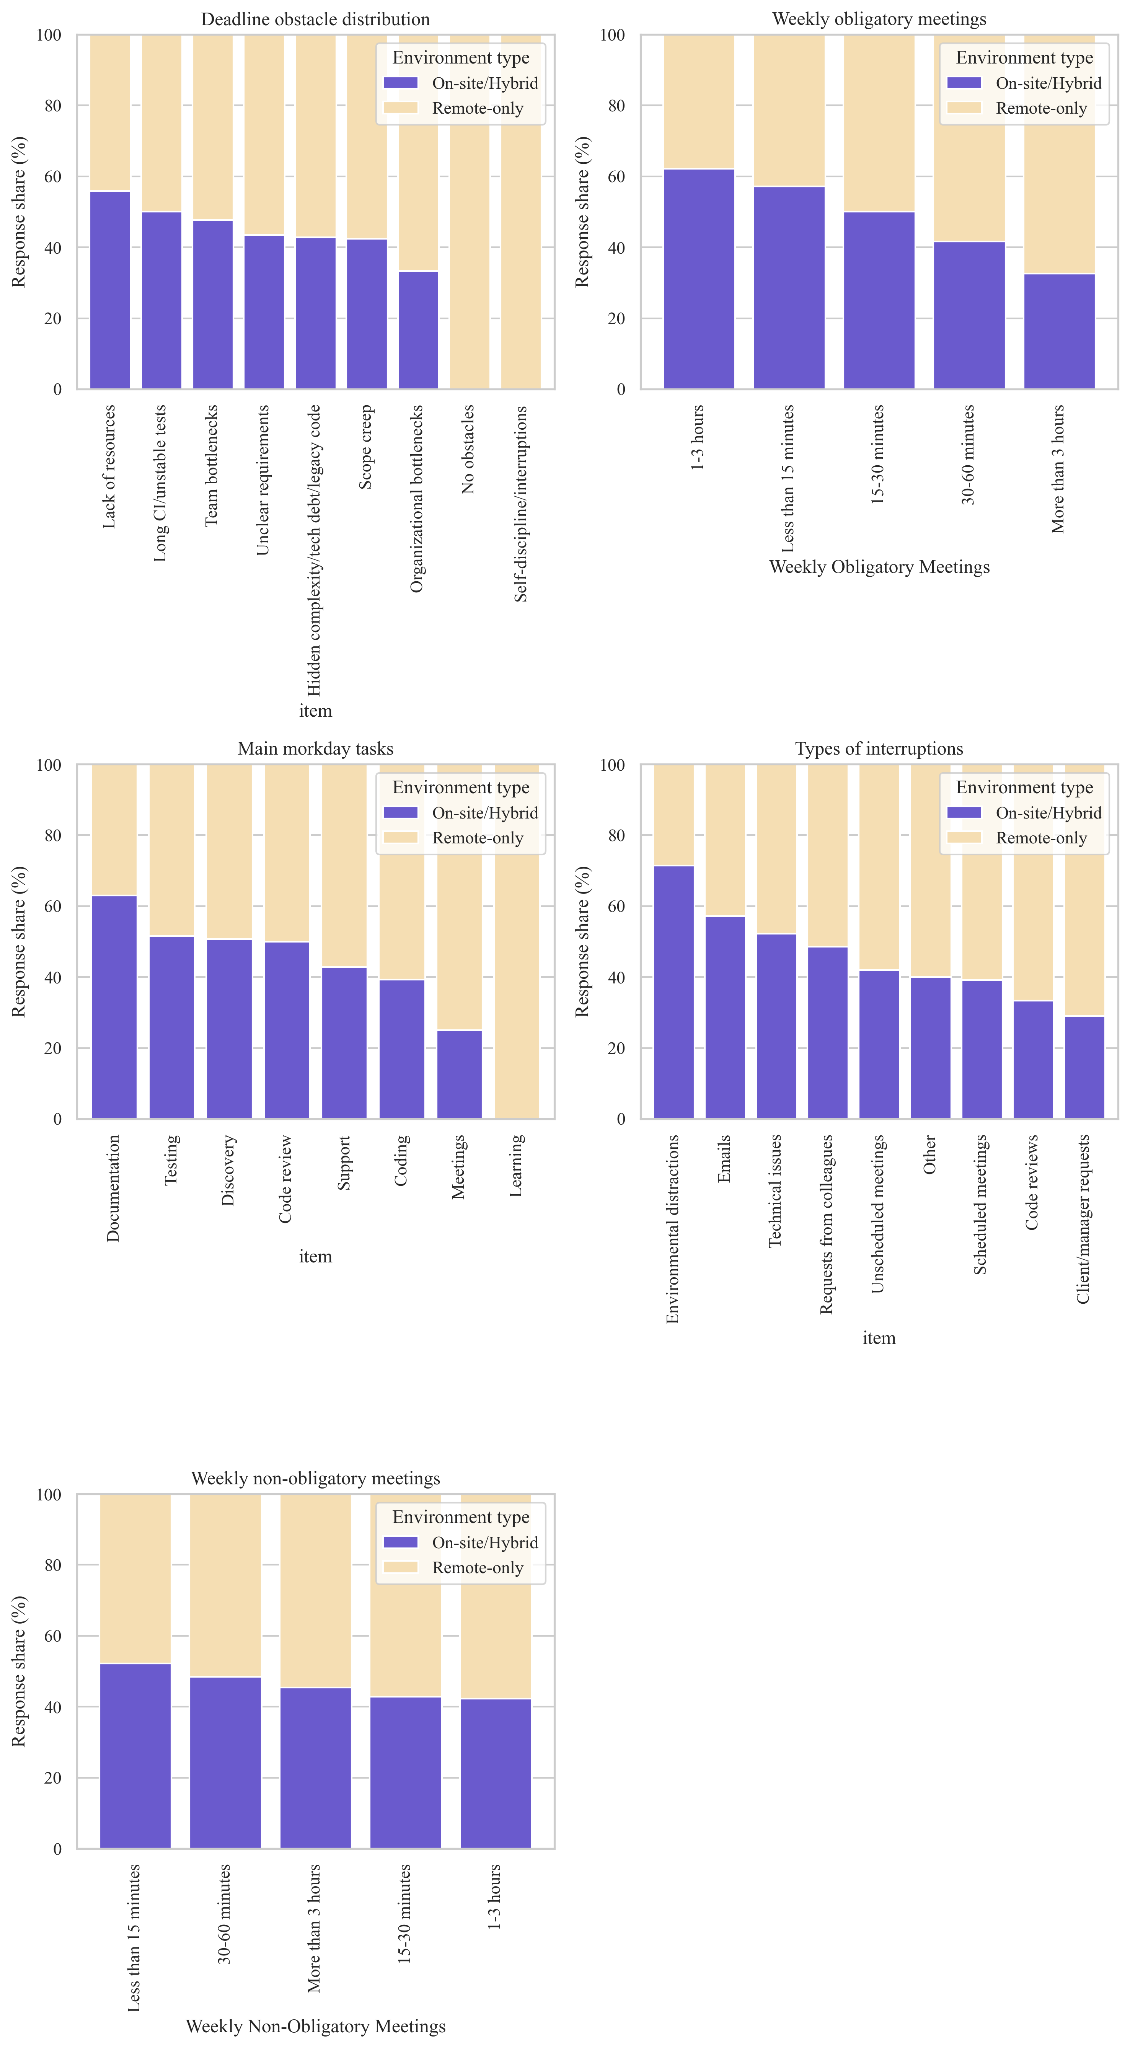 Deadline obstacle distribution
Response share (%)
100
80
60
40
20
0
Environment type
On-site/Hybrid
Remote-only
Lack of resources
Long CI/unstable tests
Team bottlenecks
Unclear requirements
Hidden complexity/tech debt/legacy code
Scope creep
Organizational bottlenecks
No obstacles
Self-discipline/interruptions
item
Weekly obligatory meetings
Response share (%)
100
80
60
40
20
0
Environment type
On-site/Hybrid
Remote-only
1-3 hours
Less than 15 minutes
15-30 minutes
30-60 minutes
More than 3 hours
Weekly Obligatory Meetings
Main morkday tasks
Response share (%)
100
80
60
40
20
0
Environment type
On-site/Hybrid
Remote-only
Documentation
Testing
Discovery
Code review
Support
Coding
Meetings
Learning
item
Types of interruptions
Response share (%)
100
80
60
40
20
0
Environment type
On-site/Hybrid
Remote-only
Environmental distractions
Emails
Technical issues
Requests from colleagues
Unscheduled meetings
Other
Scheduled meetings
Code reviews
Client/manager requests
item
Weekly non-obligatory meetings
Response share (%)
100
80
60
40
20
0
Environment type
On-site/Hybrid
Remote-only
Less than 15 minutes
30-60 minutes
More than 3 hours
15-30 minutes
1-3 hours
Weekly Non-Obligatory Meetings